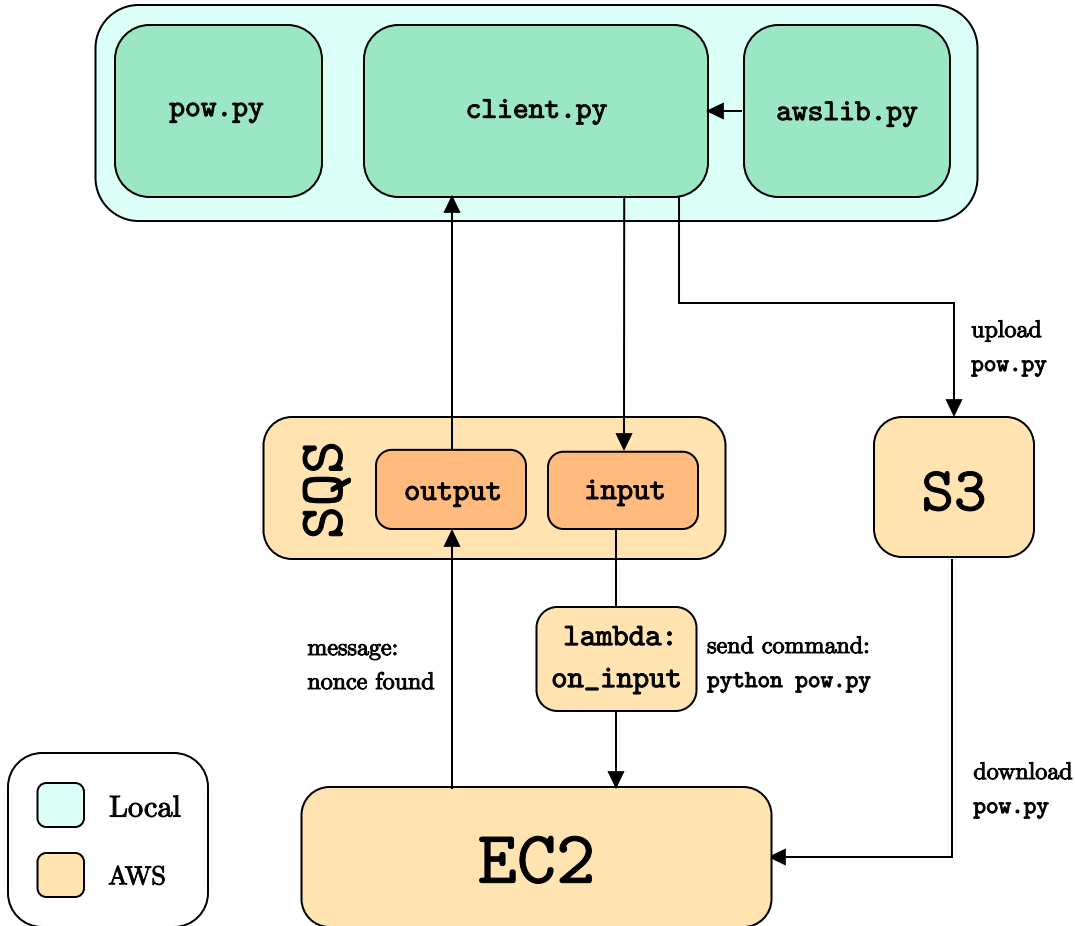 pow.py
client.py
awslib.py
upload
pow.py
SQS
output
input
S3
message:
nonce found
lambda:
on_input
send command:
python pow.py
download
pow.py
Local
AWS
EC2